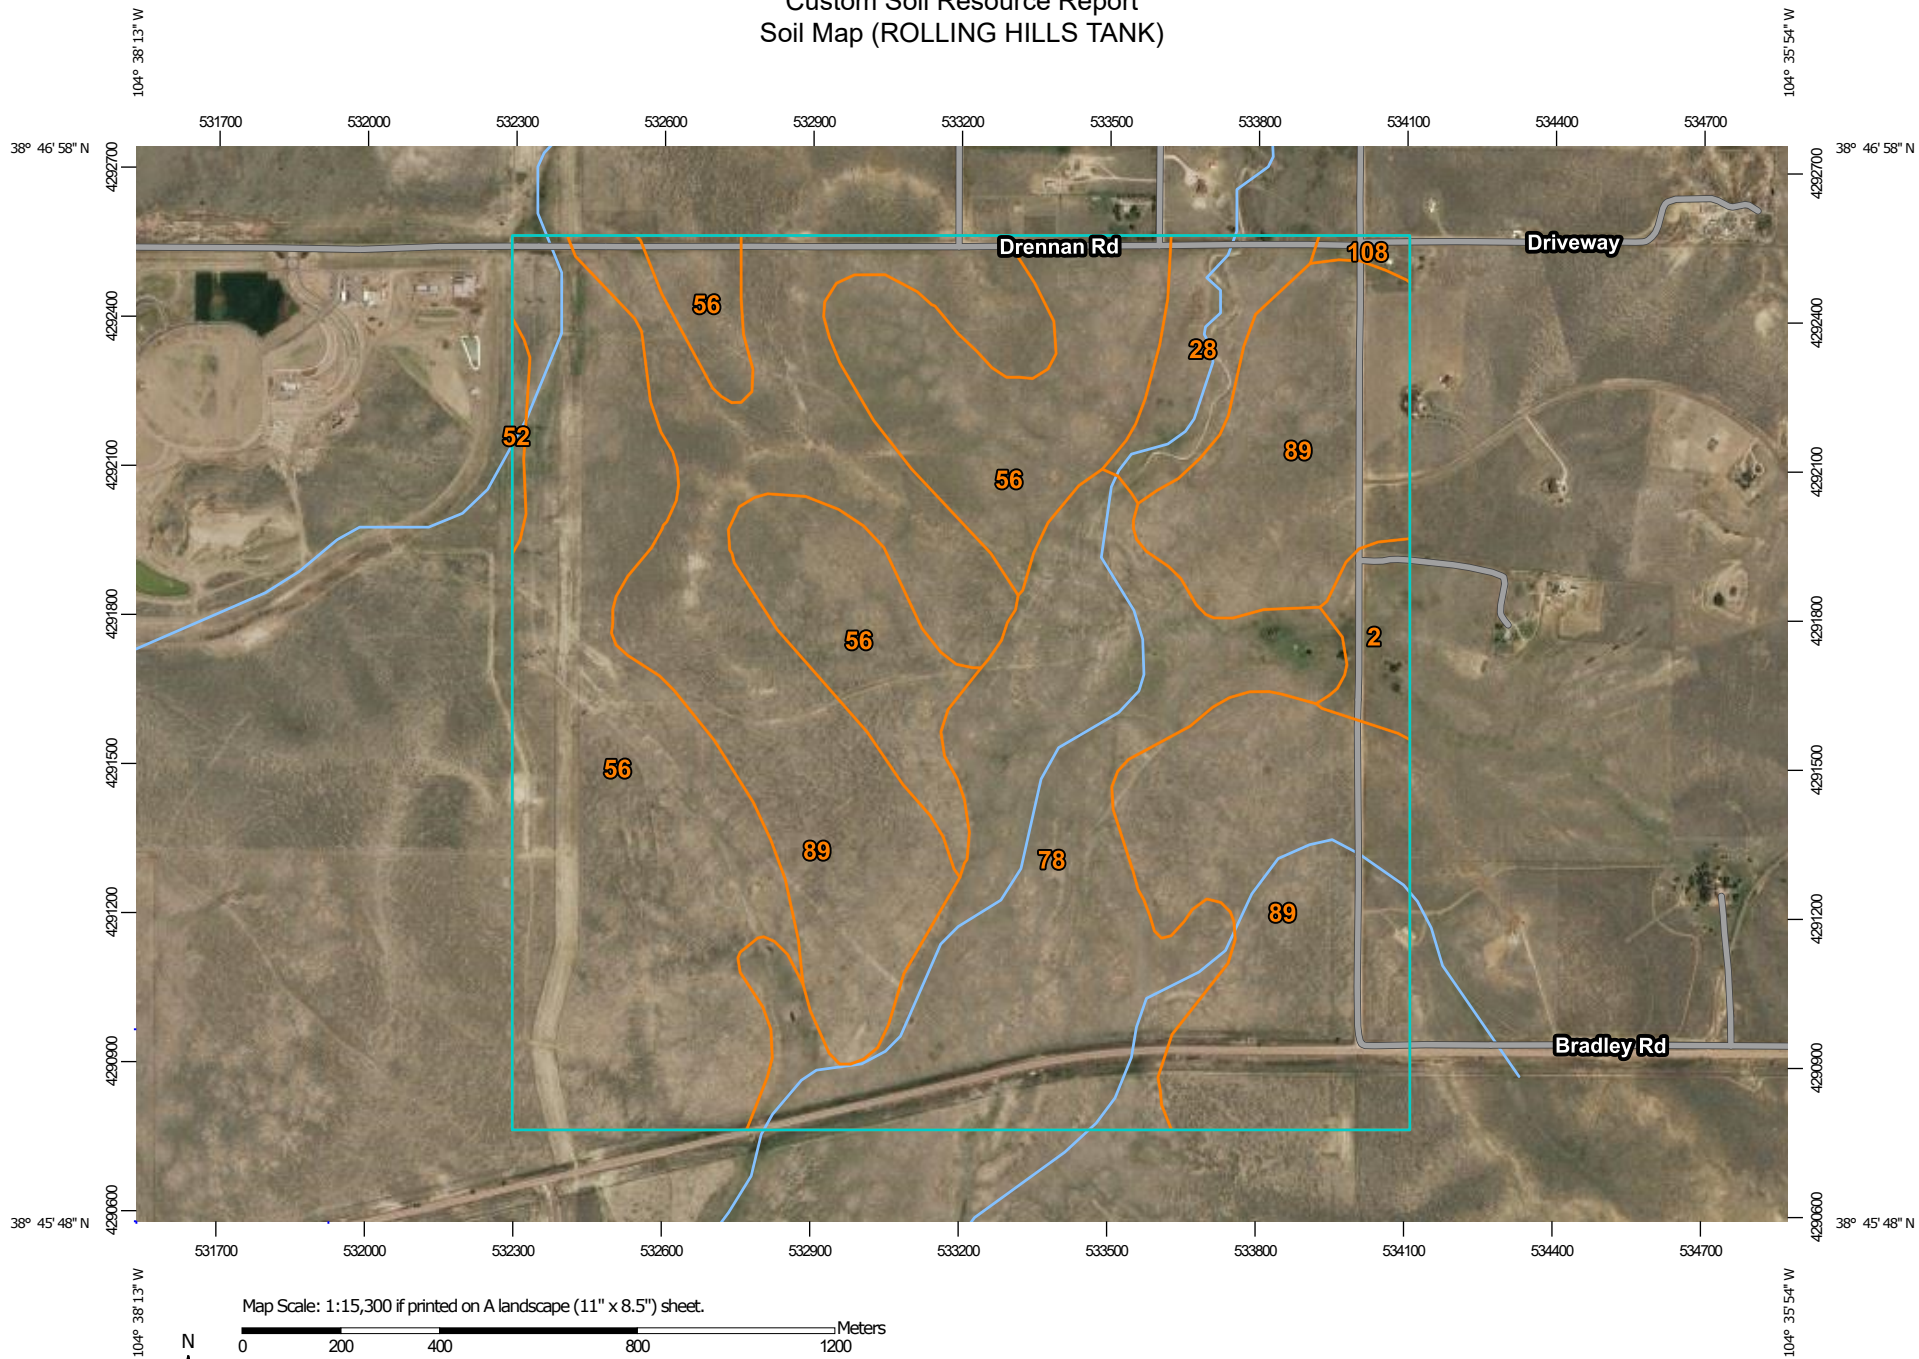 Custom Soil Resource Report
Soil Map (ROLLING HILLS TANK)
104° 38' 13" W
104° 35' 54" W
531700 532000 532300 532600 532900 533200 533500 533800 534100 534400 534700
38° 46' 58" N
38° 46' 58" N
4292700
4292700
Drennan Rd
Driveway
108
56
4292400
4292400
28
52
89
4292100
4292100
56
4291800
4291800
56
2
56
4291500
4291500
89
78
89
4291200
4291200
Bradley Rd
4290900
4290900
4290600
4290600
38° 45' 48" N
38° 45' 48" N
531700 532000 532300 532600 532900 533200 533500 533800 534100 534400 534700
104° 38' 13" W
104° 35' 54" W
Map Scale: 1:15,300 if printed on A landscape (11" x 8.5") sheet.
Meters
N
0 200 400 800 1200